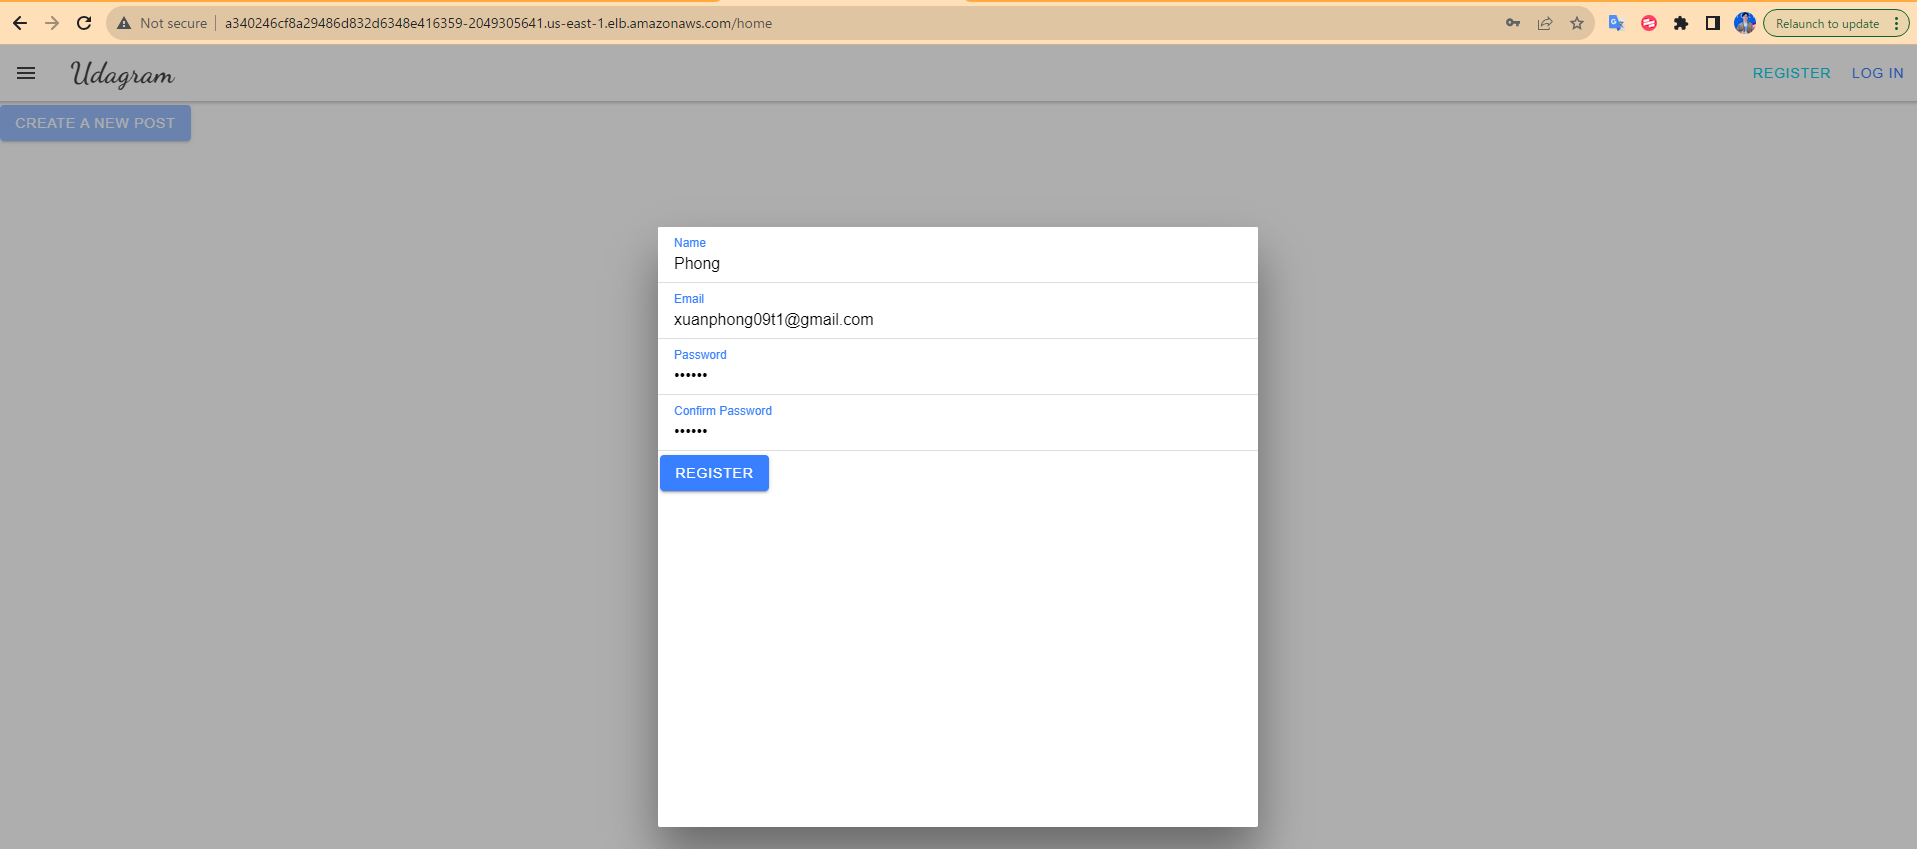 Not secure a340246cf8a29486d832d6348e416359-2049305641.us-east-1.elb.amazonaws.com/home Relaunch to update
Udagram REGISTER LOG IN
CREATE A NEW POST
Name
Phong
Email
xuanphong09t1@gmail.com
Password
••••••
Confirm Password
••••••
REGISTER